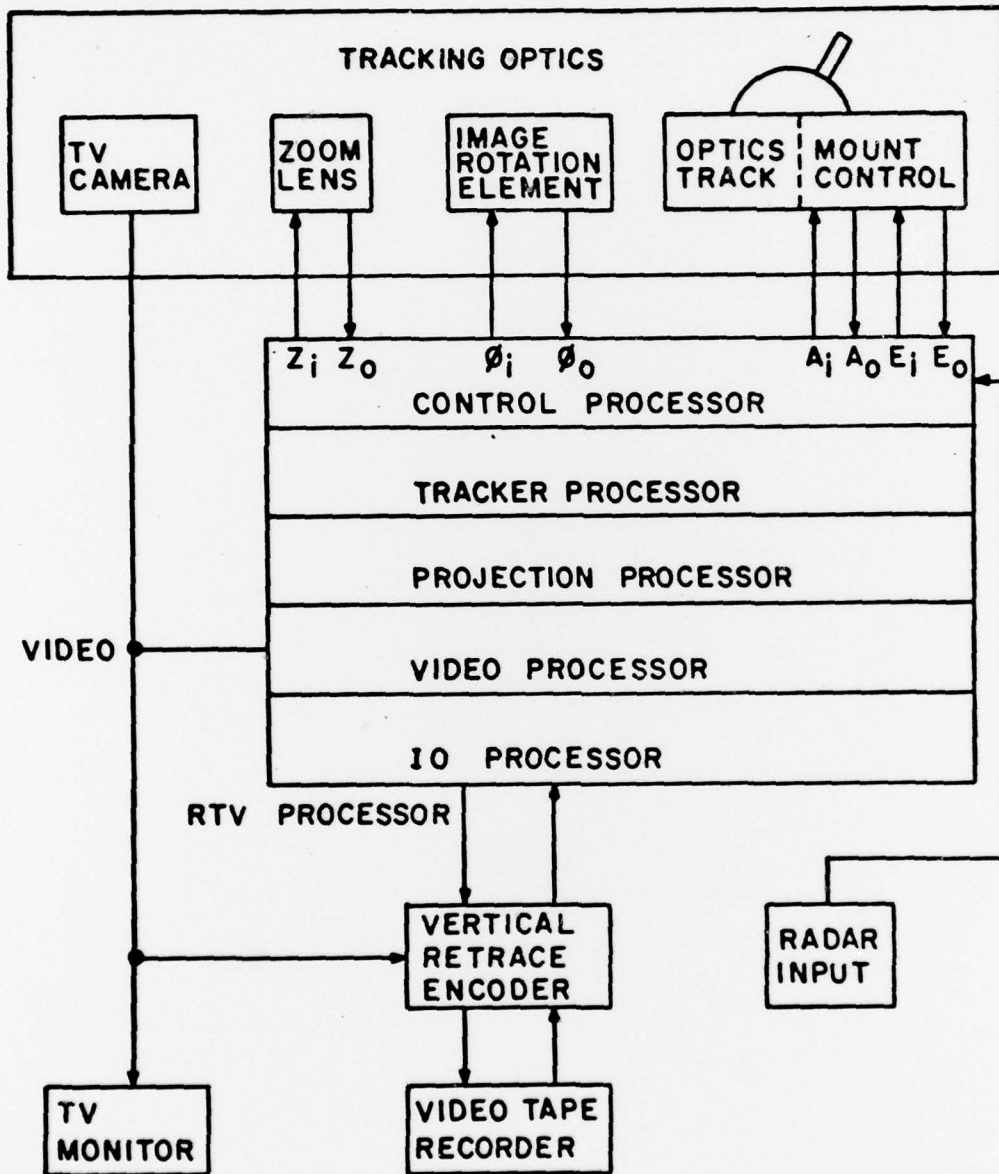 TRACKING OPTICS
TV
CAMERA
ZOOM
LENS
IMAGE
ROTATION
ELEMENT
OPTICS
TRACK
MOUNT
CONTROL
Zi Zo Øi Øo Ai Ao Ei Eo
CONTROL PROCESSOR
TRACKER PROCESSOR
PROJECTION PROCESSOR
VIDEO
VIDEO PROCESSOR
IO PROCESSOR
RTV PROCESSOR
VERTICAL
RETRACE
ENCODER
RADAR
INPUT
TV
MONITOR
VIDEO TAPE
RECORDER